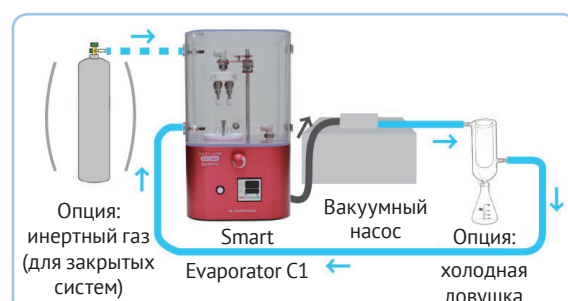 Опция:
инертный газ
(для закрытых
систем)
Smart
Evaporator C1
Вакуумный
насос
Опция:
холодная
ловушка